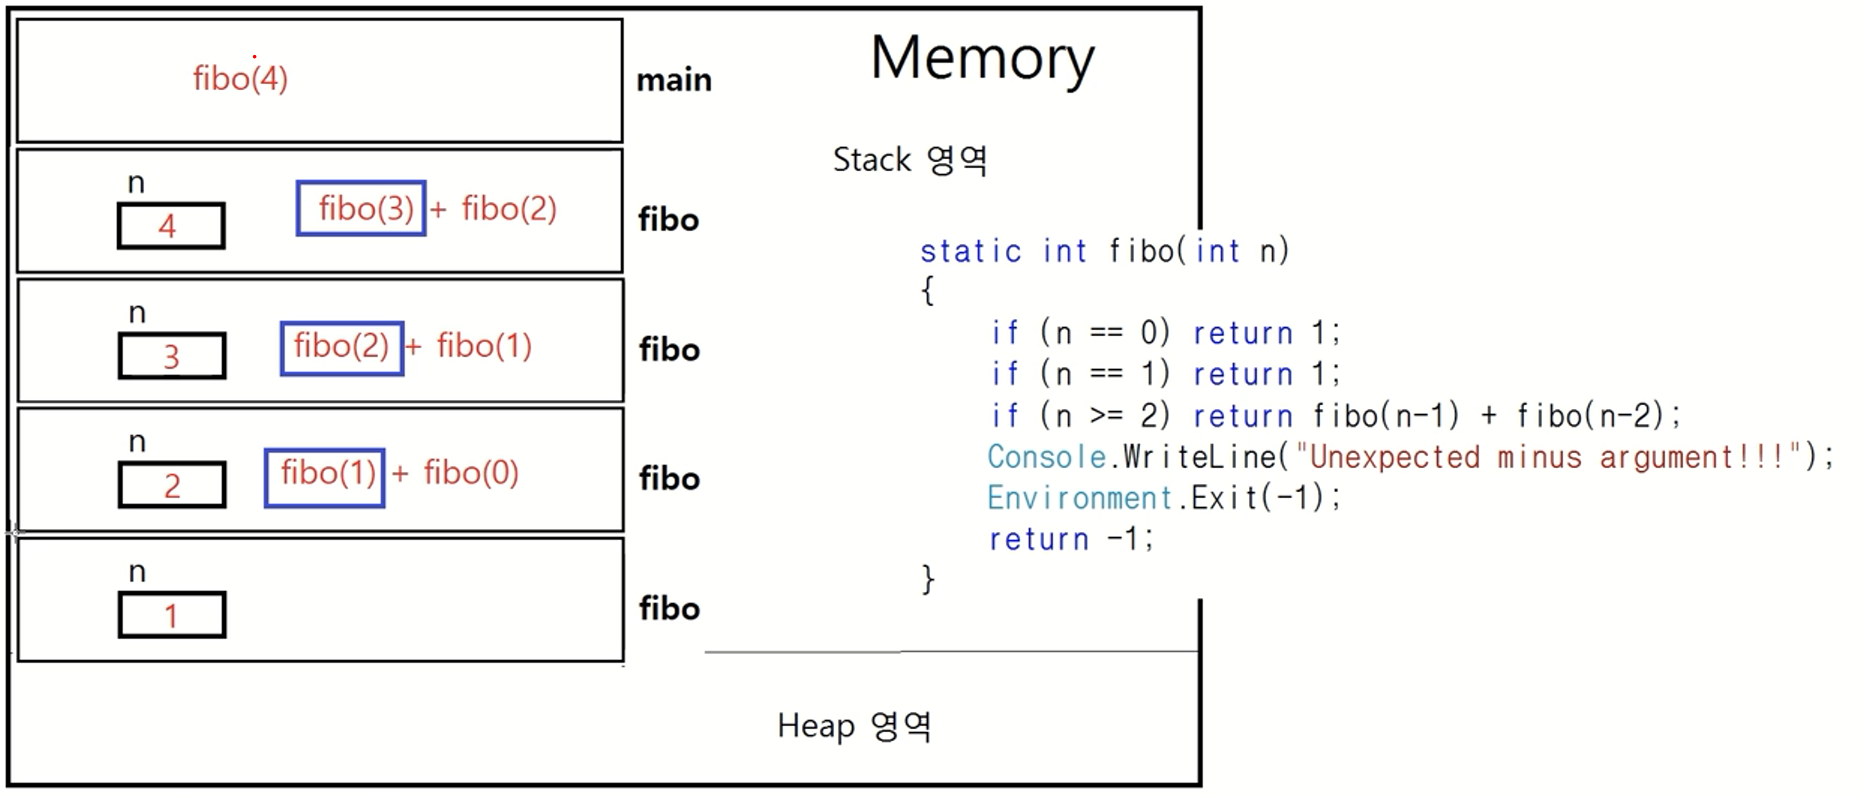 Memory
fibo(4)
main
Stack 영역
n
4
fibo(3) + fibo(2)
fibo
n
3
fibo(2) + fibo(1)
fibo
n
2
fibo(1) + fibo(0)
fibo
n
1
fibo
static int fibo(int n)
{
if (n == 0) return 1;
if (n == 1) return 1;
if (n >= 2) return fibo(n-1) + fibo(n-2);
Console.WriteLine("Unexpected minus argument!!!");
Environment.Exit(-1);
return -1;
}
Heap 영역